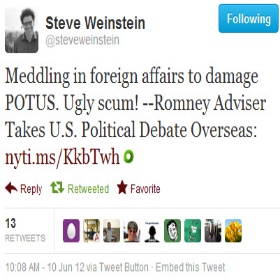 Steve Weinstein
@steveweinstein
Following
Meddling in foreign affairs to damage
POTUS. Ugly scum! --Romney Adviser
Takes U.S. Political Debate Overseas:
nyti.ms/KkbTwh
Reply Retweeted Favorite
13
RETWEETS
10:08 AM - 10 Jun 12 via Tweet Button · Embed this Tweet